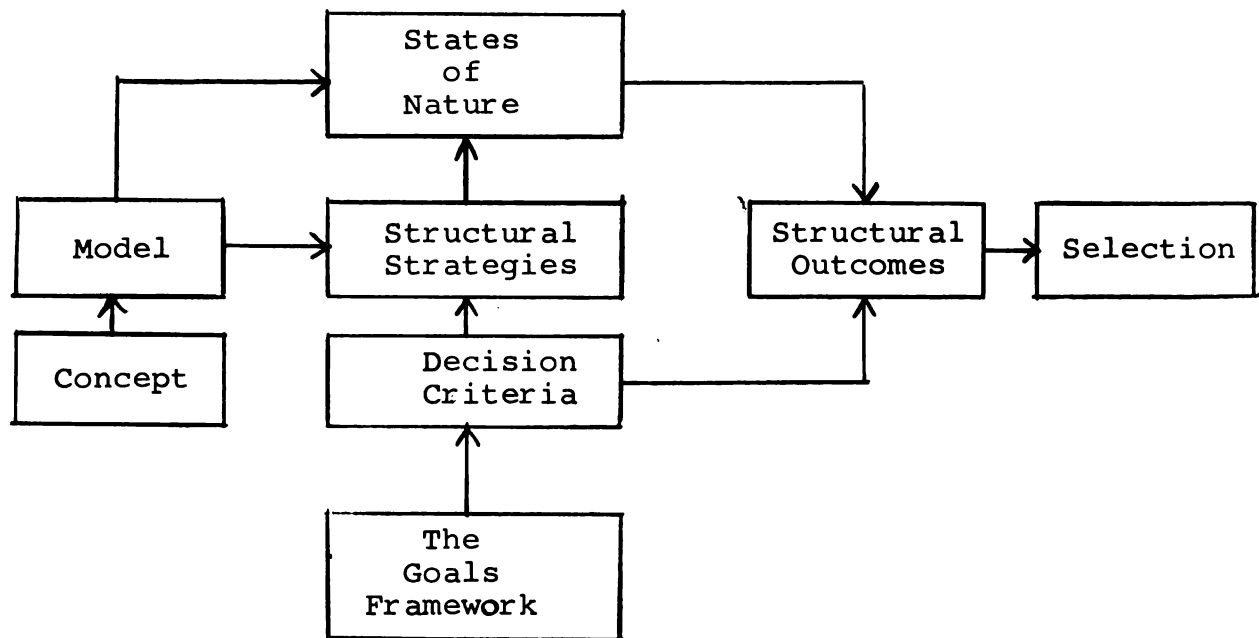 States
of
Nature
Model
Structural
Strategies
Structural
Outcomes
Selection
Concept
Decision
Criteria
The
Goals
Framework